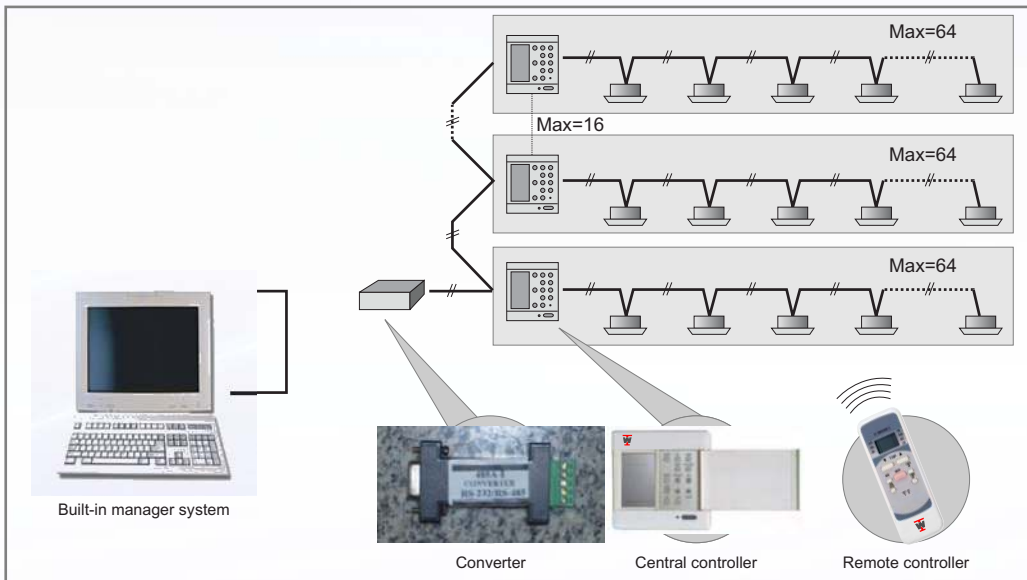 Max=64
Max=16
Max=64
Max=64
CONVERTER
RS-232/RS-485
Built-in manager system
Converter
Central controller
Remote controller